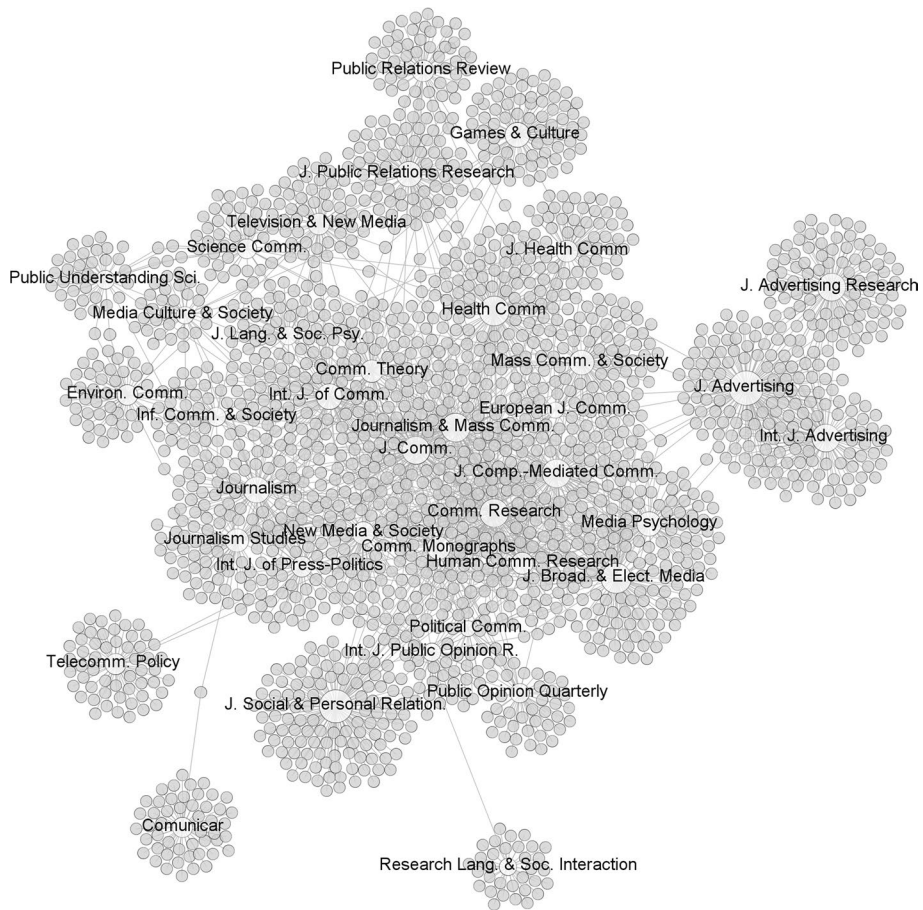 Public Relations Review
Games & Culture
J. Public Relations Research
Television & New Media
Science Comm.
J. Health Comm
Public Understanding Sci.
J. Advertising Research
Media Culture & Society
Health Comm
J. Lang. & Soc. Psy.
Mass Comm. & Society
Comm. Theory
J. Advertising
Environ. Comm.
Int. J. of Comm.
European J. Comm.
Inf. Comm. & Society
Journalism & Mass Comm.
Int. J. Advertising
J. Comm.
J. Comp.-Mediated Comm.
Journalism
Comm. Research
Media Psychology
New Media & Society
Journalism Studies
Comm. Monographs
Int. J. of Press-Politics
Human Comm. Research
J. Broad. & Elect. Media
Political Comm.
Int. J. Public Opinion R.
Telecomm. Policy
Public Opinion Quarterly
J. Social & Personal Relation.
Comunicar
Research Lang. & Soc. Interaction